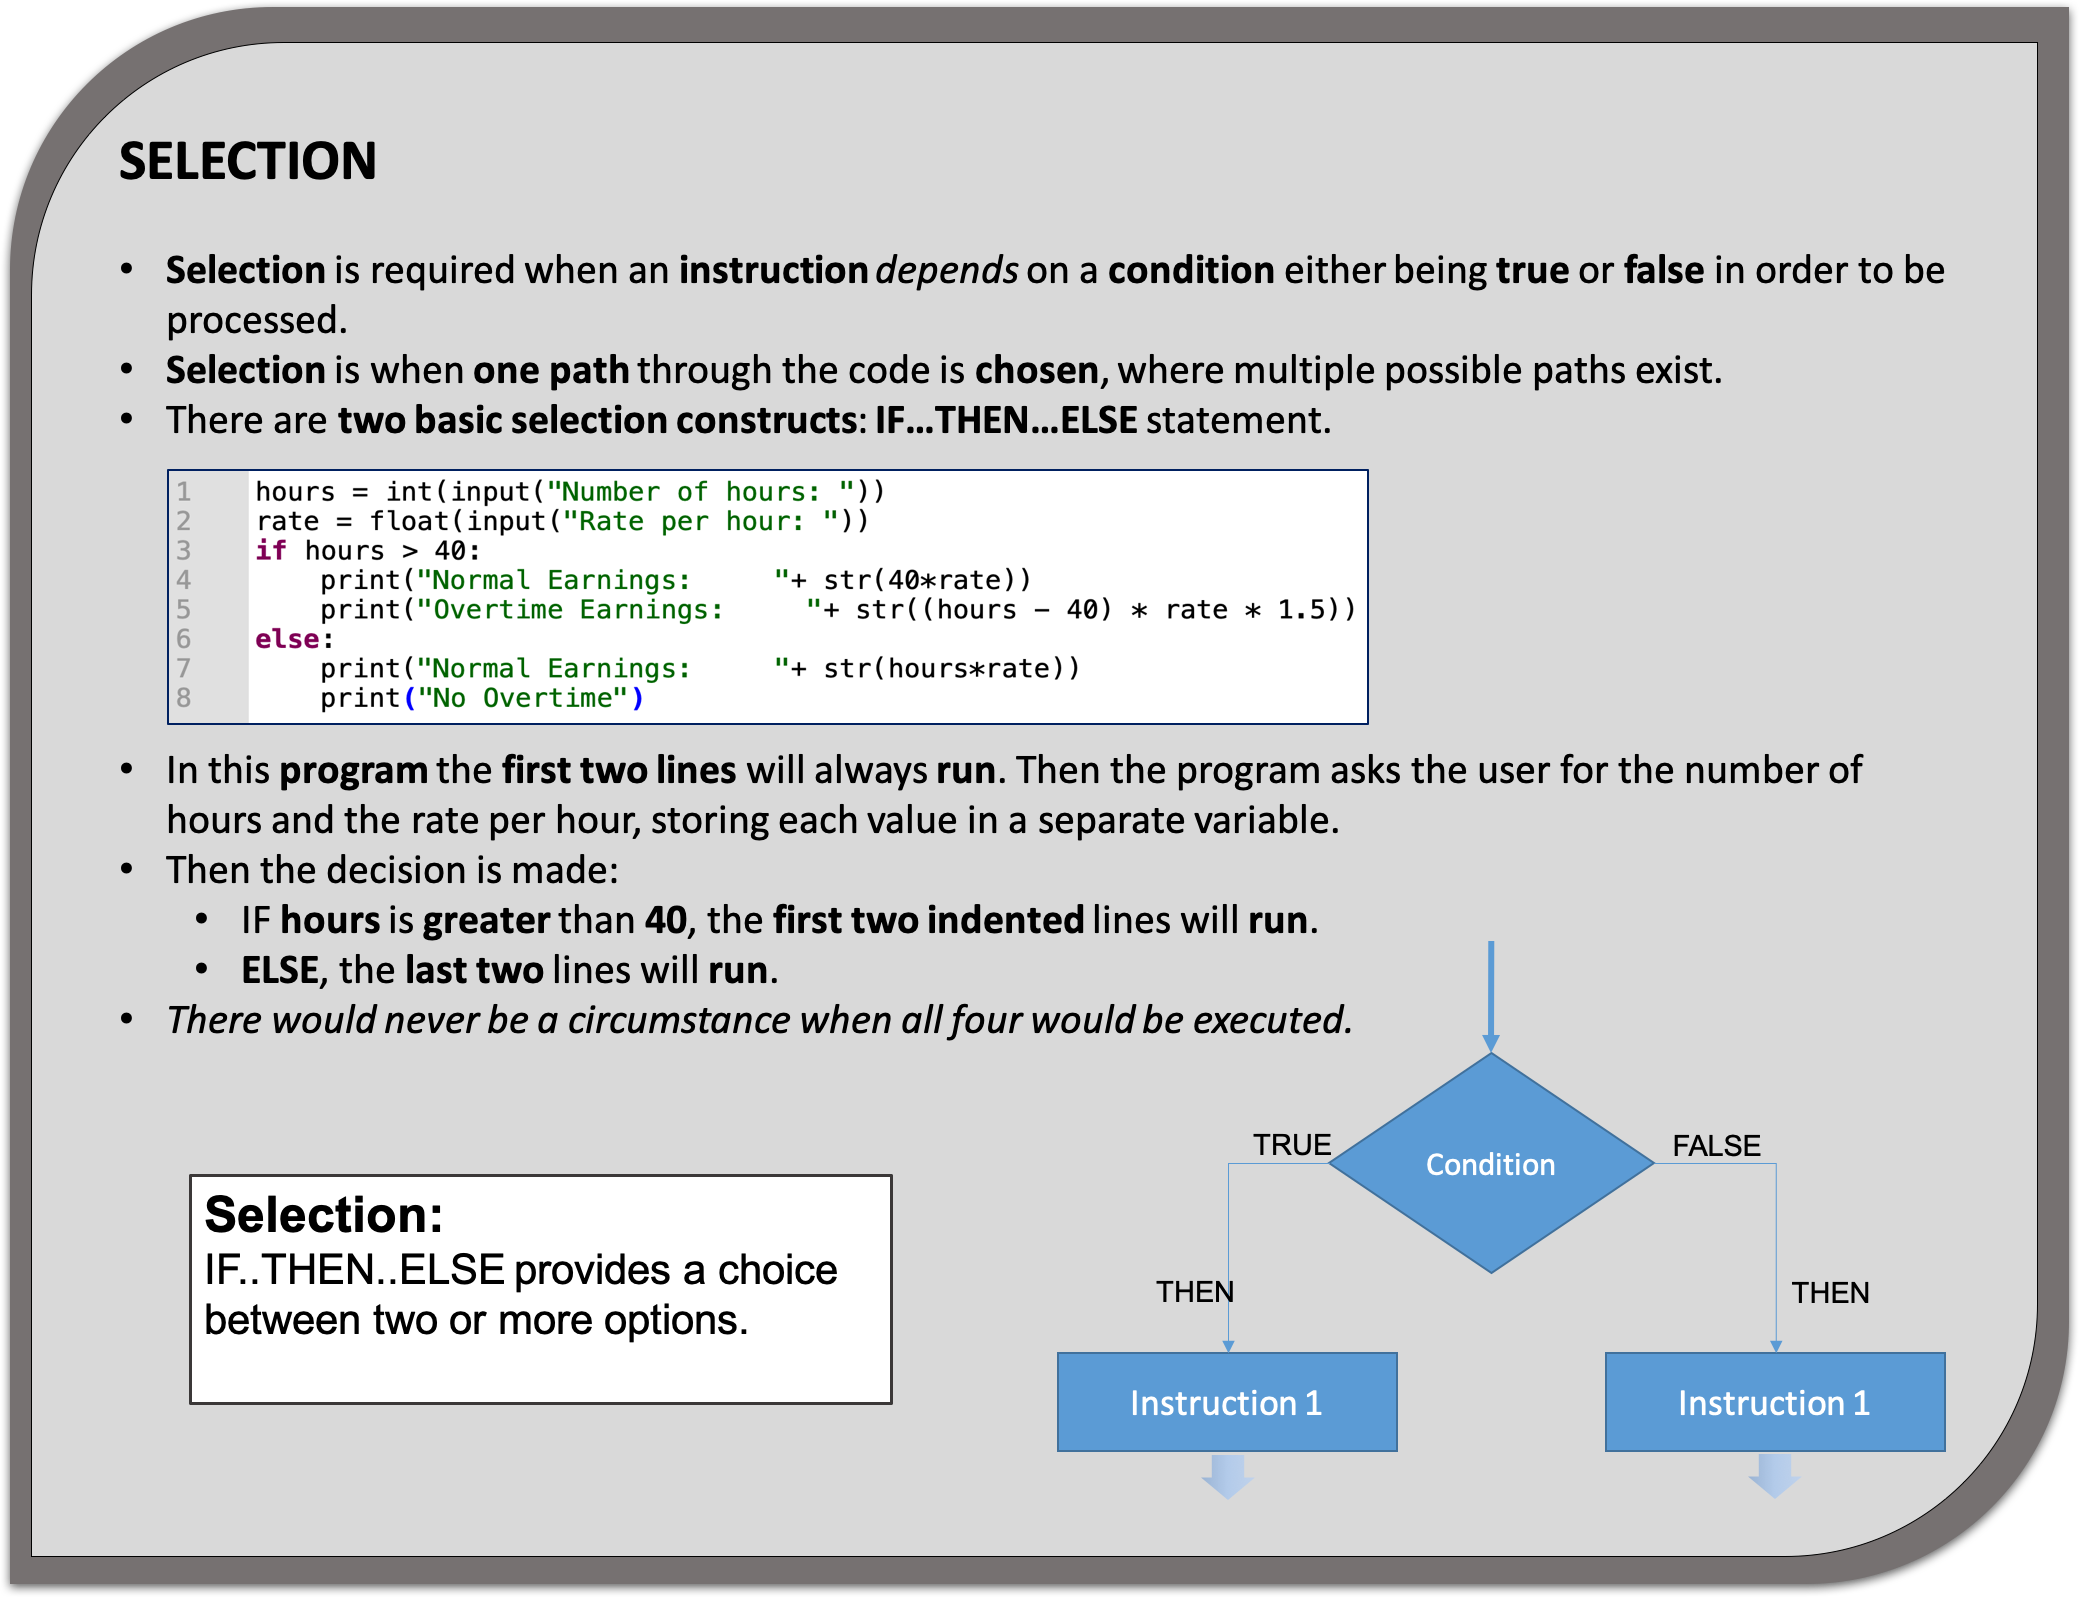 SELECTION
• Selection is required when an instruction depends on a condition either being true or false in order to be
processed.
• Selection is when one path through the code is chosen, where multiple possible paths exist.
• There are two basic selection constructs: IF...THEN...ELSE statement.
1 hours = int(input("Number of hours: "))
2 rate = float(input("Rate per hour: "))
3 if hours > 40:
4     print("Normal Earnings:     "+ str(40*rate))
5     print("Overtime Earnings:     "+ str((hours - 40) * rate * 1.5))
6 else:
7     print("Normal Earnings:     "+ str(hours*rate))
8     print("No Overtime")
• In this program the first two lines will always run. Then the program asks the user for the number of
hours and the rate per hour, storing each value in a separate variable.
• Then the decision is made:
• IF hours is greater than 40, the first two indented lines will run.
• ELSE, the last two lines will run.
• There would never be a circumstance when all four would be executed.
Selection:
IF..THEN..ELSE provides a choice
between two or more options.
TRUE
Condition
FALSE
THEN
THEN
Instruction 1
Instruction 1